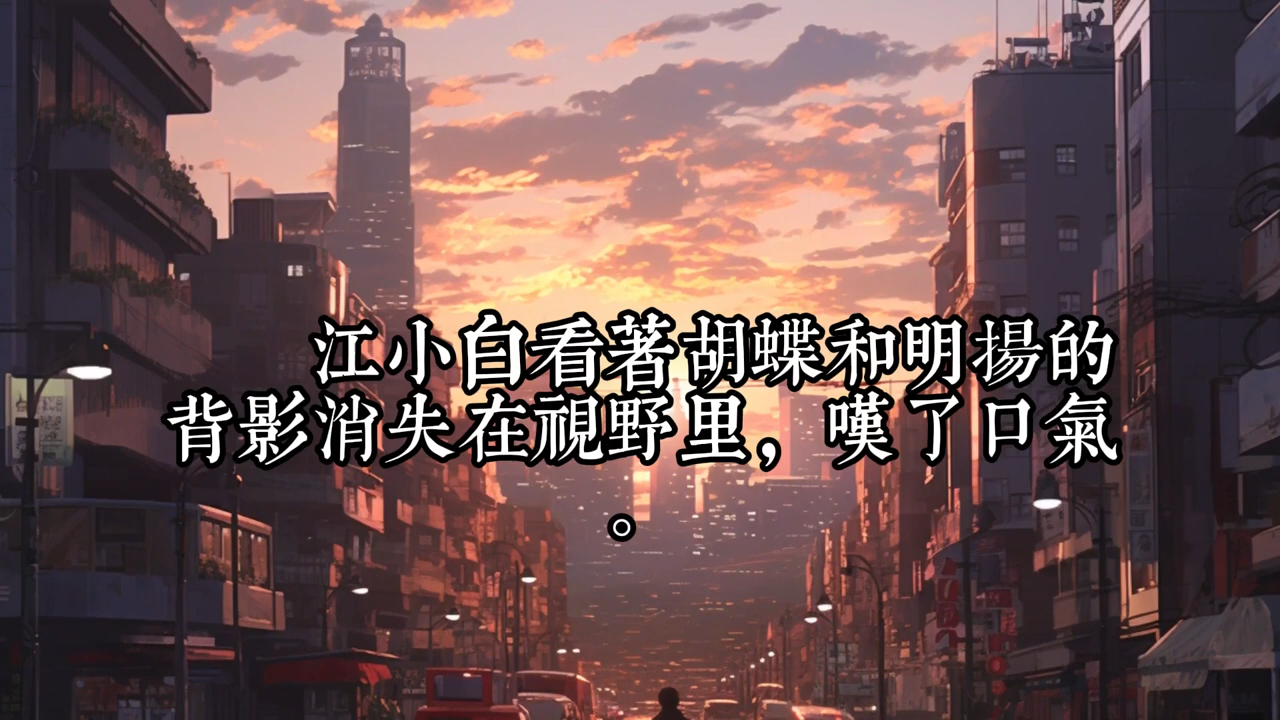 江小白看著胡蝶和明揚的
背影消失在視野里，嘆了口氣
。